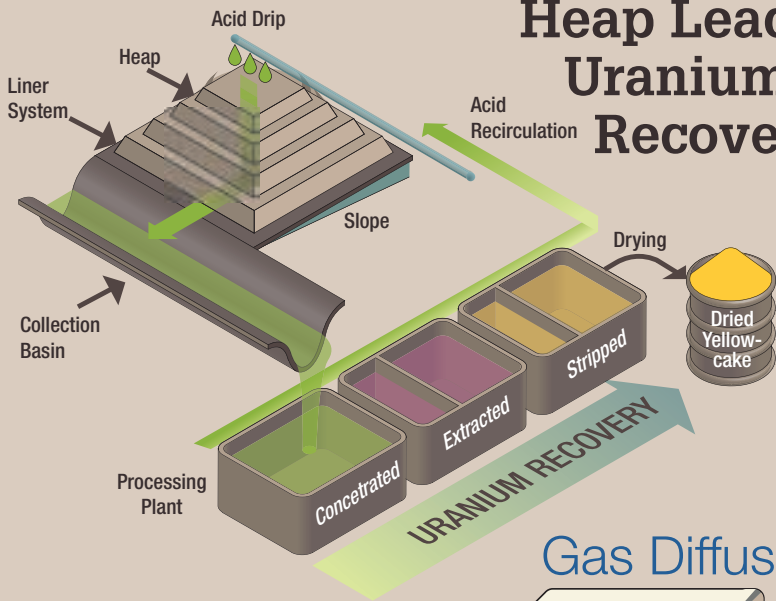 Heap Leac
Uranium
Recove
Acid Drip
Heap
Liner
System
Acid
Recirculation
Slope
Drying
Collection
Basin
Dried
Yellow-
cake
Stripped
Extracted
Concetrated
Processing
Plant
URANIUM RECOVERY
Gas Diffus